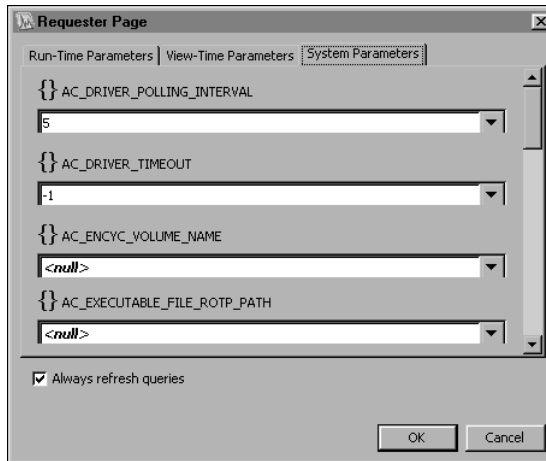 Requester Page
Run-Time Parameters View-Time Parameters System Parameters
{} AC_DRIVER_POLLING_INTERVAL
5
{} AC_DRIVER_TIMEOUT
-1
{} AC_ENCYC_VOLUME_NAME
<null>
{} AC_EXECUTABLE_FILE_ROTP_PATH
<null>
Always refresh queries
OK Cancel